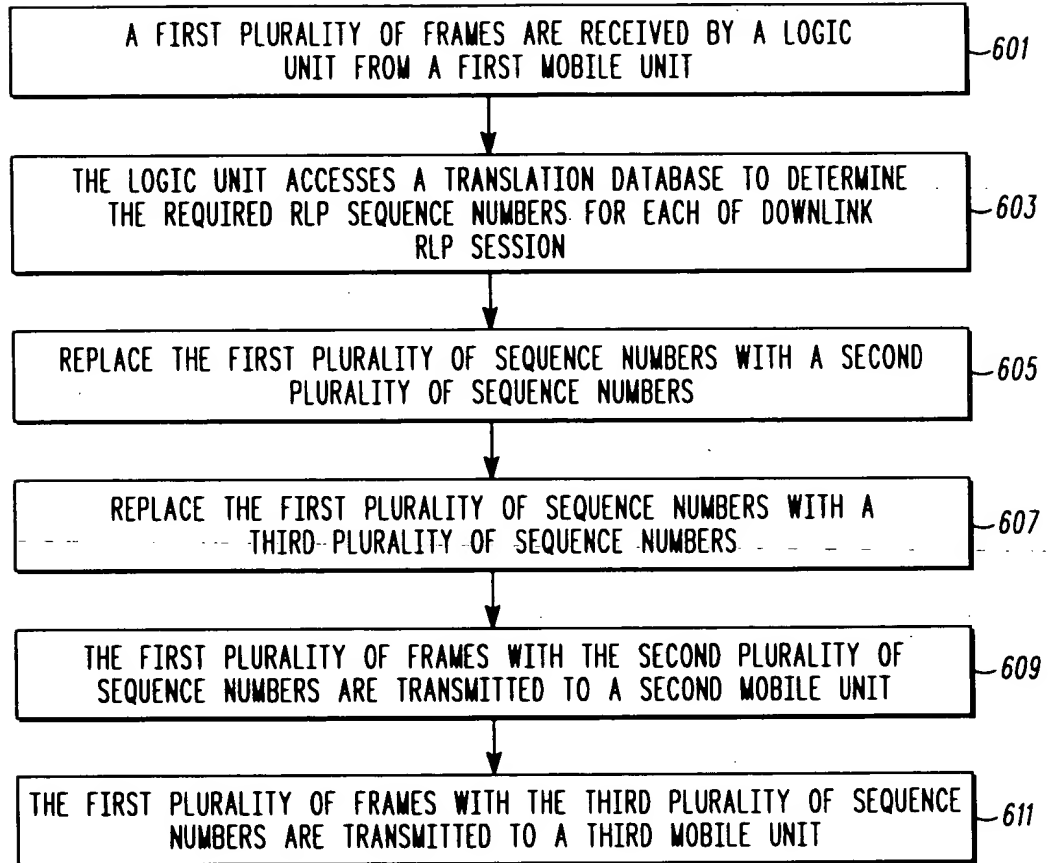 A FIRST PLURALITY OF FRAMES ARE RECEIVED BY A LOGIC
UNIT FROM A FIRST MOBILE UNIT
601
THE LOGIC UNIT ACCESSES A TRANSLATION DATABASE TO DETERMINE
THE REQUIRED RLP SEQUENCE NUMBERS FOR EACH OF DOWNLINK
RLP SESSION
603
REPLACE THE FIRST PLURALITY OF SEQUENCE NUMBERS WITH A SECOND
PLURALITY OF SEQUENCE NUMBERS
605
REPLACE THE FIRST PLURALITY OF SEQUENCE NUMBERS WITH A
THIRD PLURALITY OF SEQUENCE NUMBERS
607
THE FIRST PLURALITY OF FRAMES WITH THE SECOND PLURALITY OF
SEQUENCE NUMBERS ARE TRANSMITTED TO A SECOND MOBILE UNIT
609
THE FIRST PLURALITY OF FRAMES WITH THE THIRD PLURALITY OF SEQUENCE
NUMBERS ARE TRANSMITTED TO A THIRD MOBILE UNIT
611